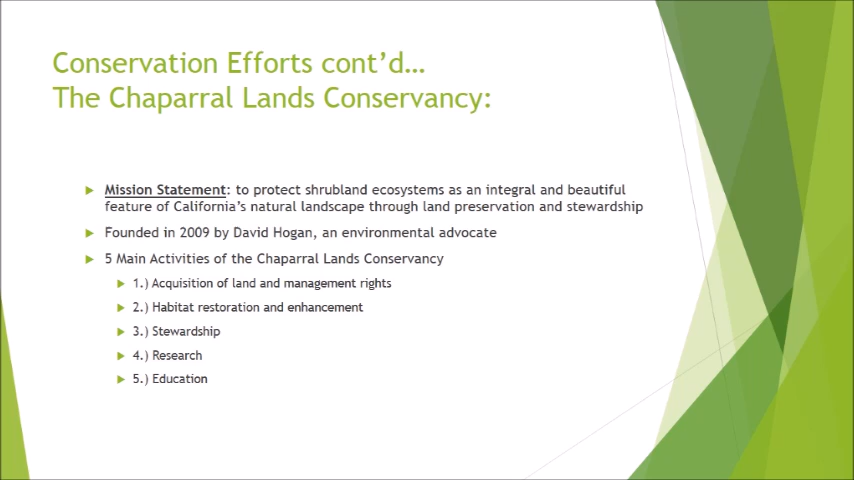 Conservation Efforts cont’d…
The Chaparral Lands Conservancy:
Mission Statement: to protect shrubland ecosystems as an integral and beautiful
feature of California’s natural landscape through land preservation and stewardship
Founded in 2009 by David Hogan, an environmental advocate
5 Main Activities of the Chaparral Lands Conservancy
1.) Acquisition of land and management rights
2.) Habitat restoration and enhancement
3.) Stewardship
4.) Research
5.) Education